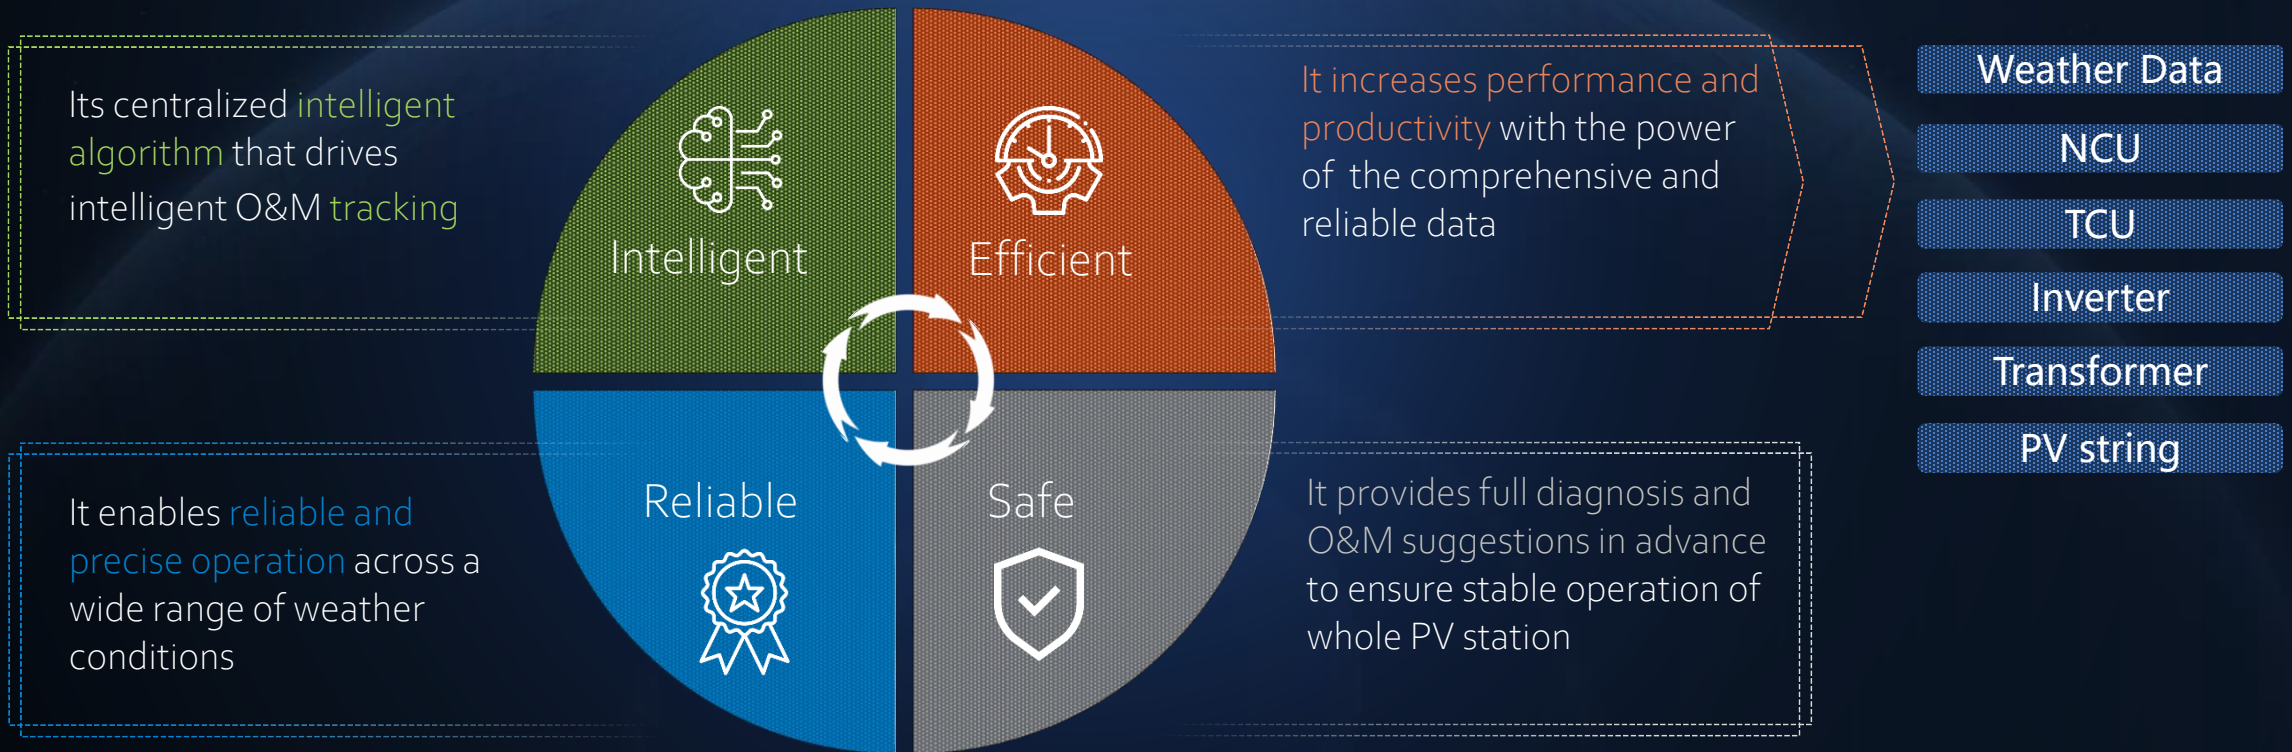 Its centralized intelligent
algorithm that drives
intelligent O&M tracking
Intelligent
Efficient
It increases performance and
productivity with the power
of the comprehensive and
reliable data
Weather Data
NCU
TCU
Inverter
Transformer
PV string
It enables reliable and
precise operation across a
wide range of weather
conditions
Reliable
Safe
It provides full diagnosis and
O&M suggestions in advance
to ensure stable operation of
whole PV station